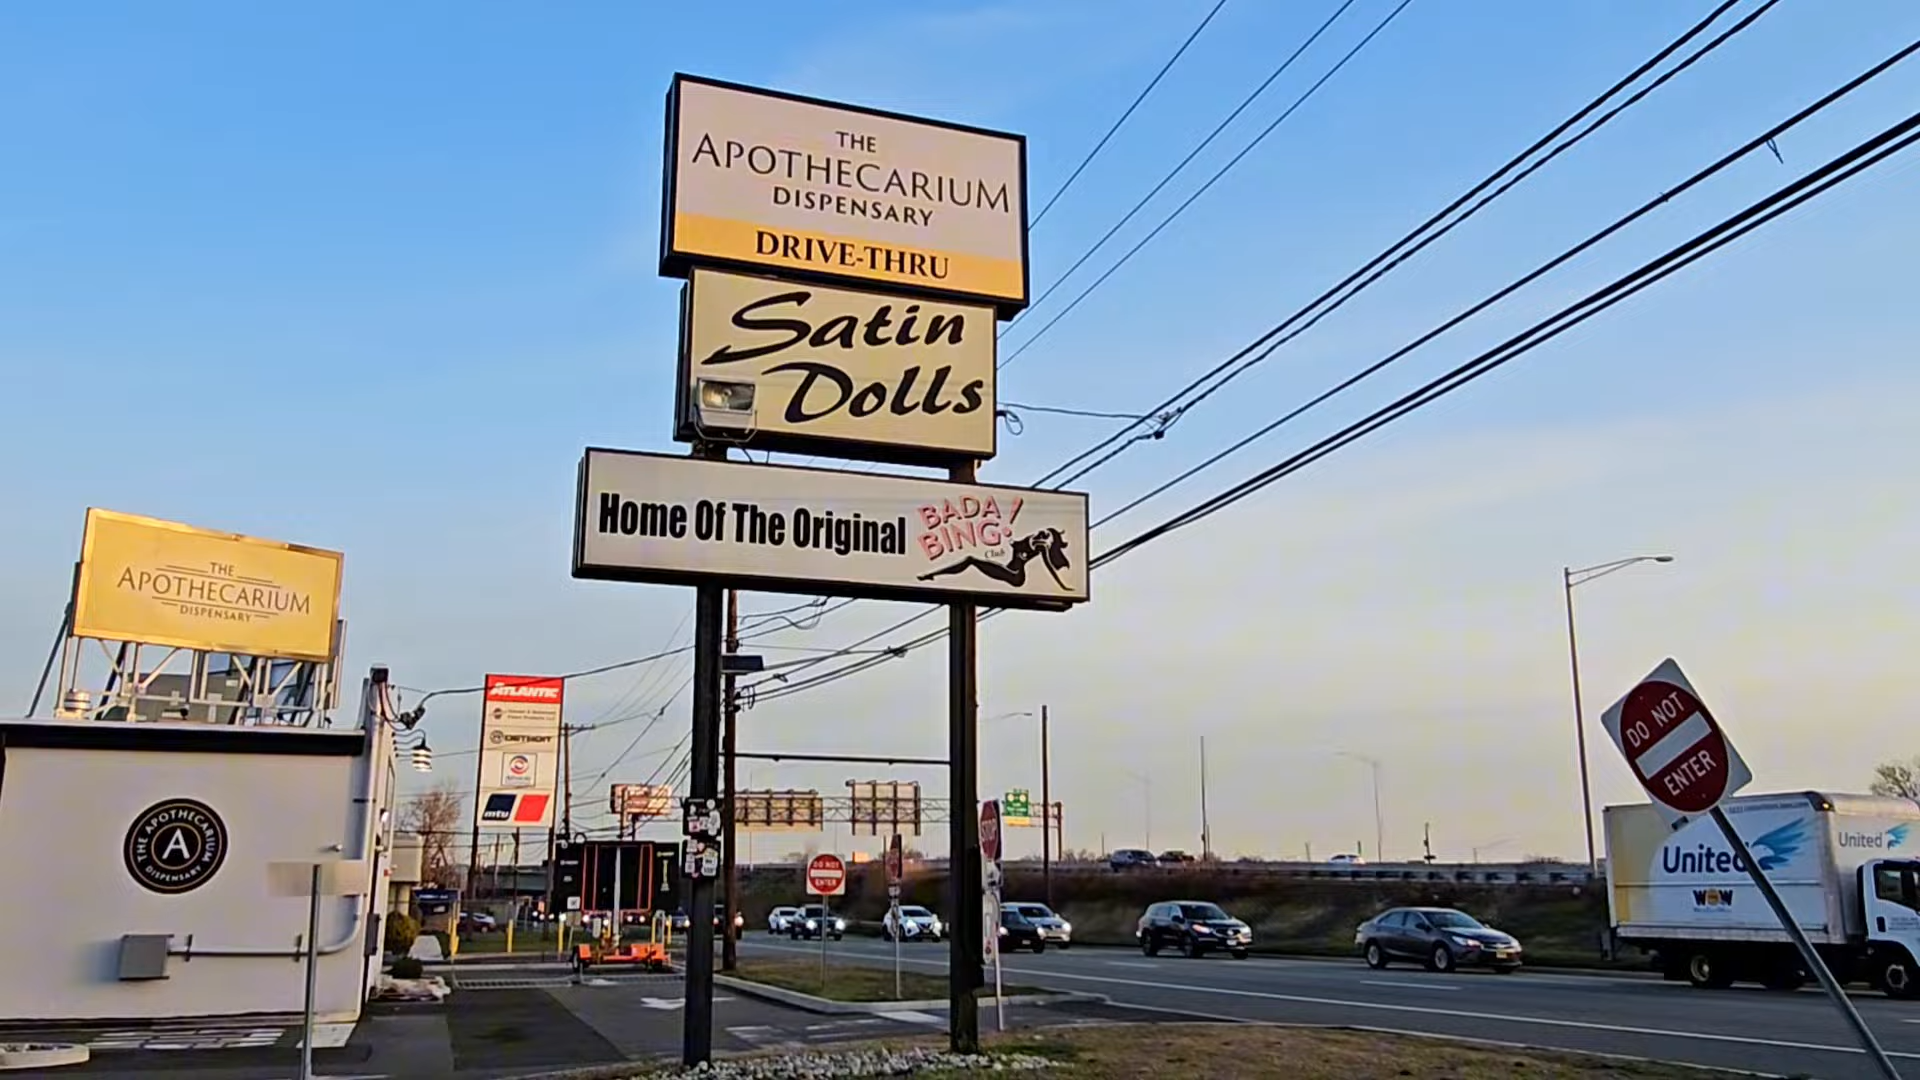 THE
APOTHECARIUM
DISPENSARY
DRIVE-THRU
Satin
Dolls
Home Of The Original
BADA
BING!
Club
THE
APOTHECARIUM
DISPENSARY
THE APOTHECARIUM
A
DISPENSARY
ATLANTIC
DETROIT
mtu
DO NOT
ENTER
STOP
DO NOT
ENTER
United
WOW
United